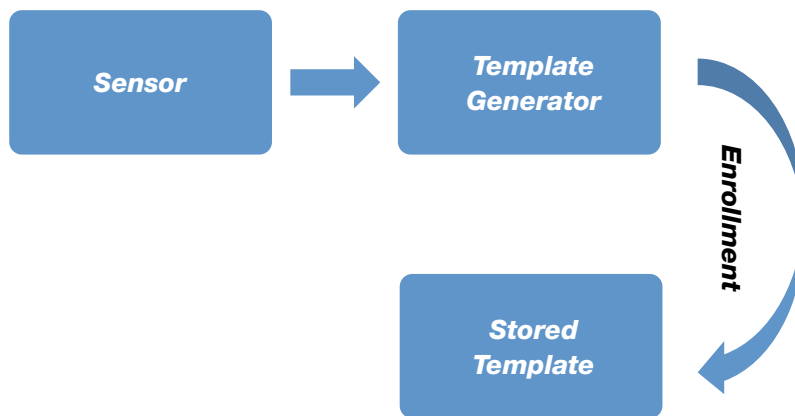 Sensor
Template
Generator
Enrollment
Stored
Template